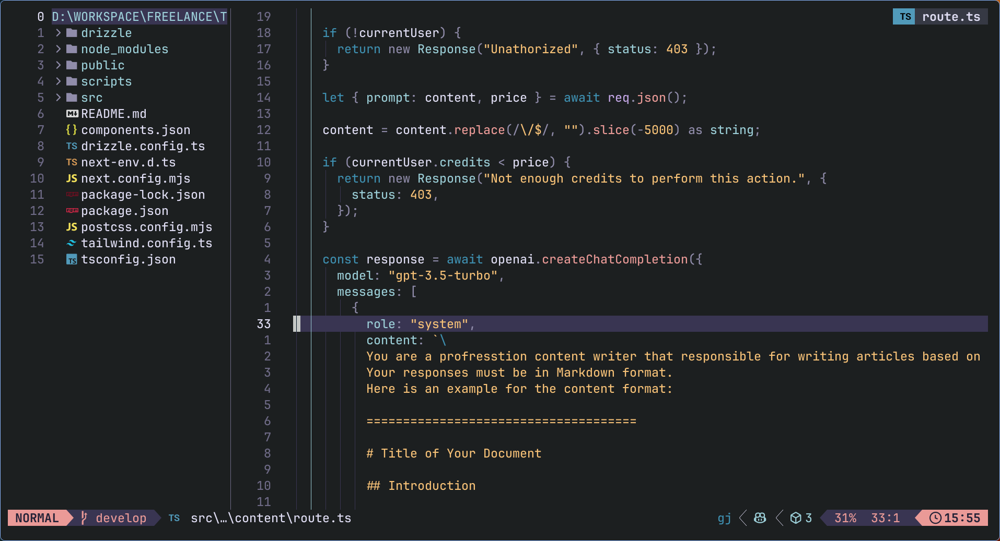 0 D:\WORKSPACE\FREELANCE\T
1 drizzle
2 node_modules
3 public
4 scripts
5 src
6 README.md
7 {} components.json
8 TS drizzle.config.ts
9 TS next-env.d.ts
10 JS next.config.mjs
11 package-lock.json
12 package.json
13 JS postcss.config.mjs
14 tailwind.config.ts
15 TS tsconfig.json
TS route.ts
19
18 if (!currentUser) {
17 return new Response("Unathorized", { status: 403 });
16 }
15
14 let { prompt: content, price } = await req.json();
13
12 content = content.replace(/\/$/, "").slice(-5000) as string;
11
10 if (currentUser.credits < price) {
9 return new Response("Not enough credits to perform this action.", {
8 status: 403,
7 });
6 }
5
4 const response = await openai.createChatCompletion({
3 model: "gpt-3.5-turbo",
2 messages: [
1 {
33 role: "system",
1 content: `\
2 You are a profresstion content writer that responsible for writing articles based on
3 Your responses must be in Markdown format.
4 Here is an example for the content format:
5
6 =====================================
7
8 # Title of Your Document
9
10 ## Introduction
11
NORMAL develop TS src\…\content\route.ts gj 3 31% 33:1 15:55